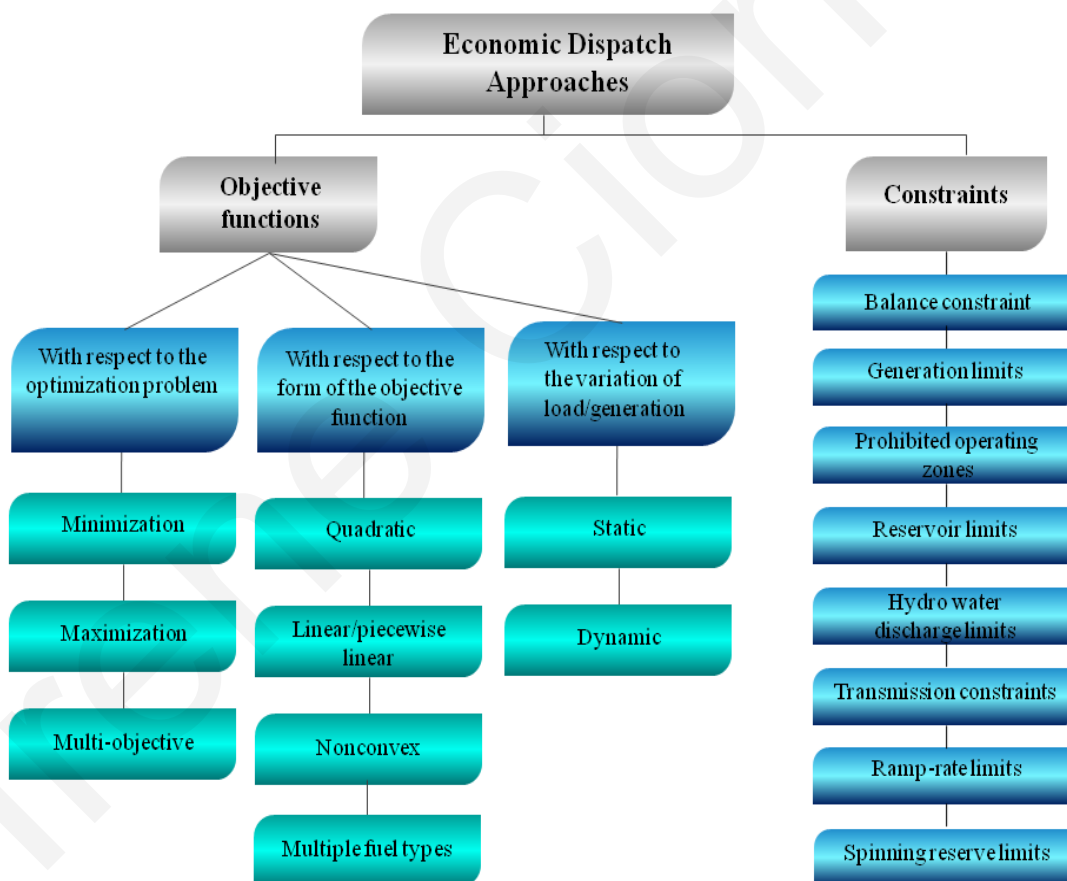 Economic Dispatch
Approaches
Objective
functions
Constraints
With respect to the
optimization problem
Minimization
Maximization
Multi-objective
With respect to the
form of the objective
function
Quadratic
Linear/piecewise
linear
Nonconvex
Multiple fuel types
With respect to
the variation of
load/generation
Static
Dynamic
Balance constraint
Generation limits
Prohibited operating
zones
Reservoir limits
Hydro water
discharge limits
Transmission constraints
Ramp-rate limits
Spinning reserve limits